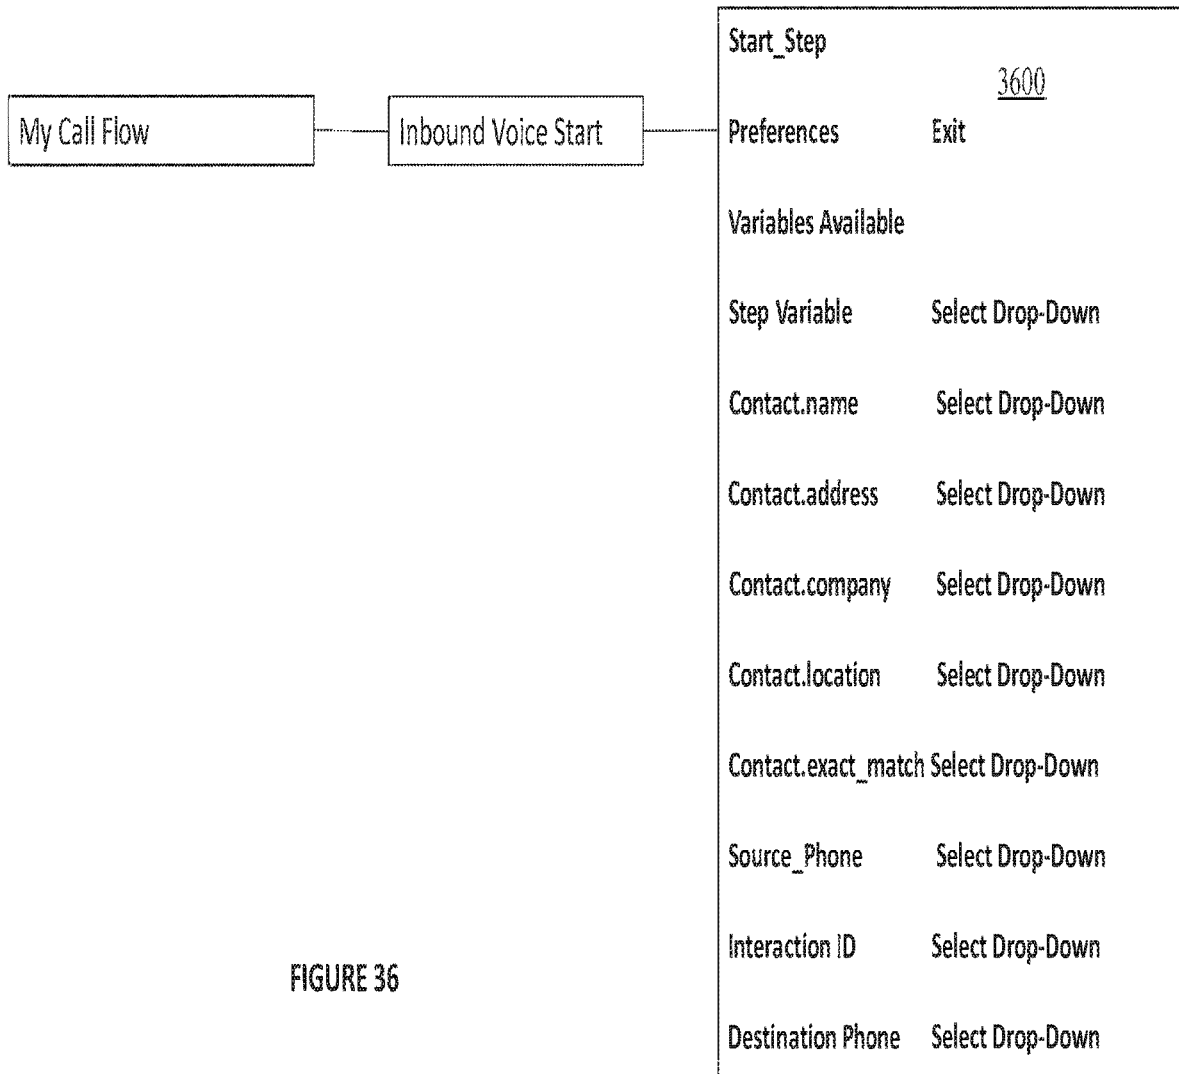 My Call Flow
Inbound Voice Start
Start_Step
3600
Preferences Exit
Variables Available
Step Variable Select Drop-Down
Contact.name Select Drop-Down
Contact.address Select Drop-Down
Contact.company Select Drop-Down
Contact.location Select Drop-Down
Contact.exact_match Select Drop-Down
Source_Phone Select Drop-Down
Interaction ID Select Drop-Down
Destination Phone Select Drop-Down
FIGURE 36